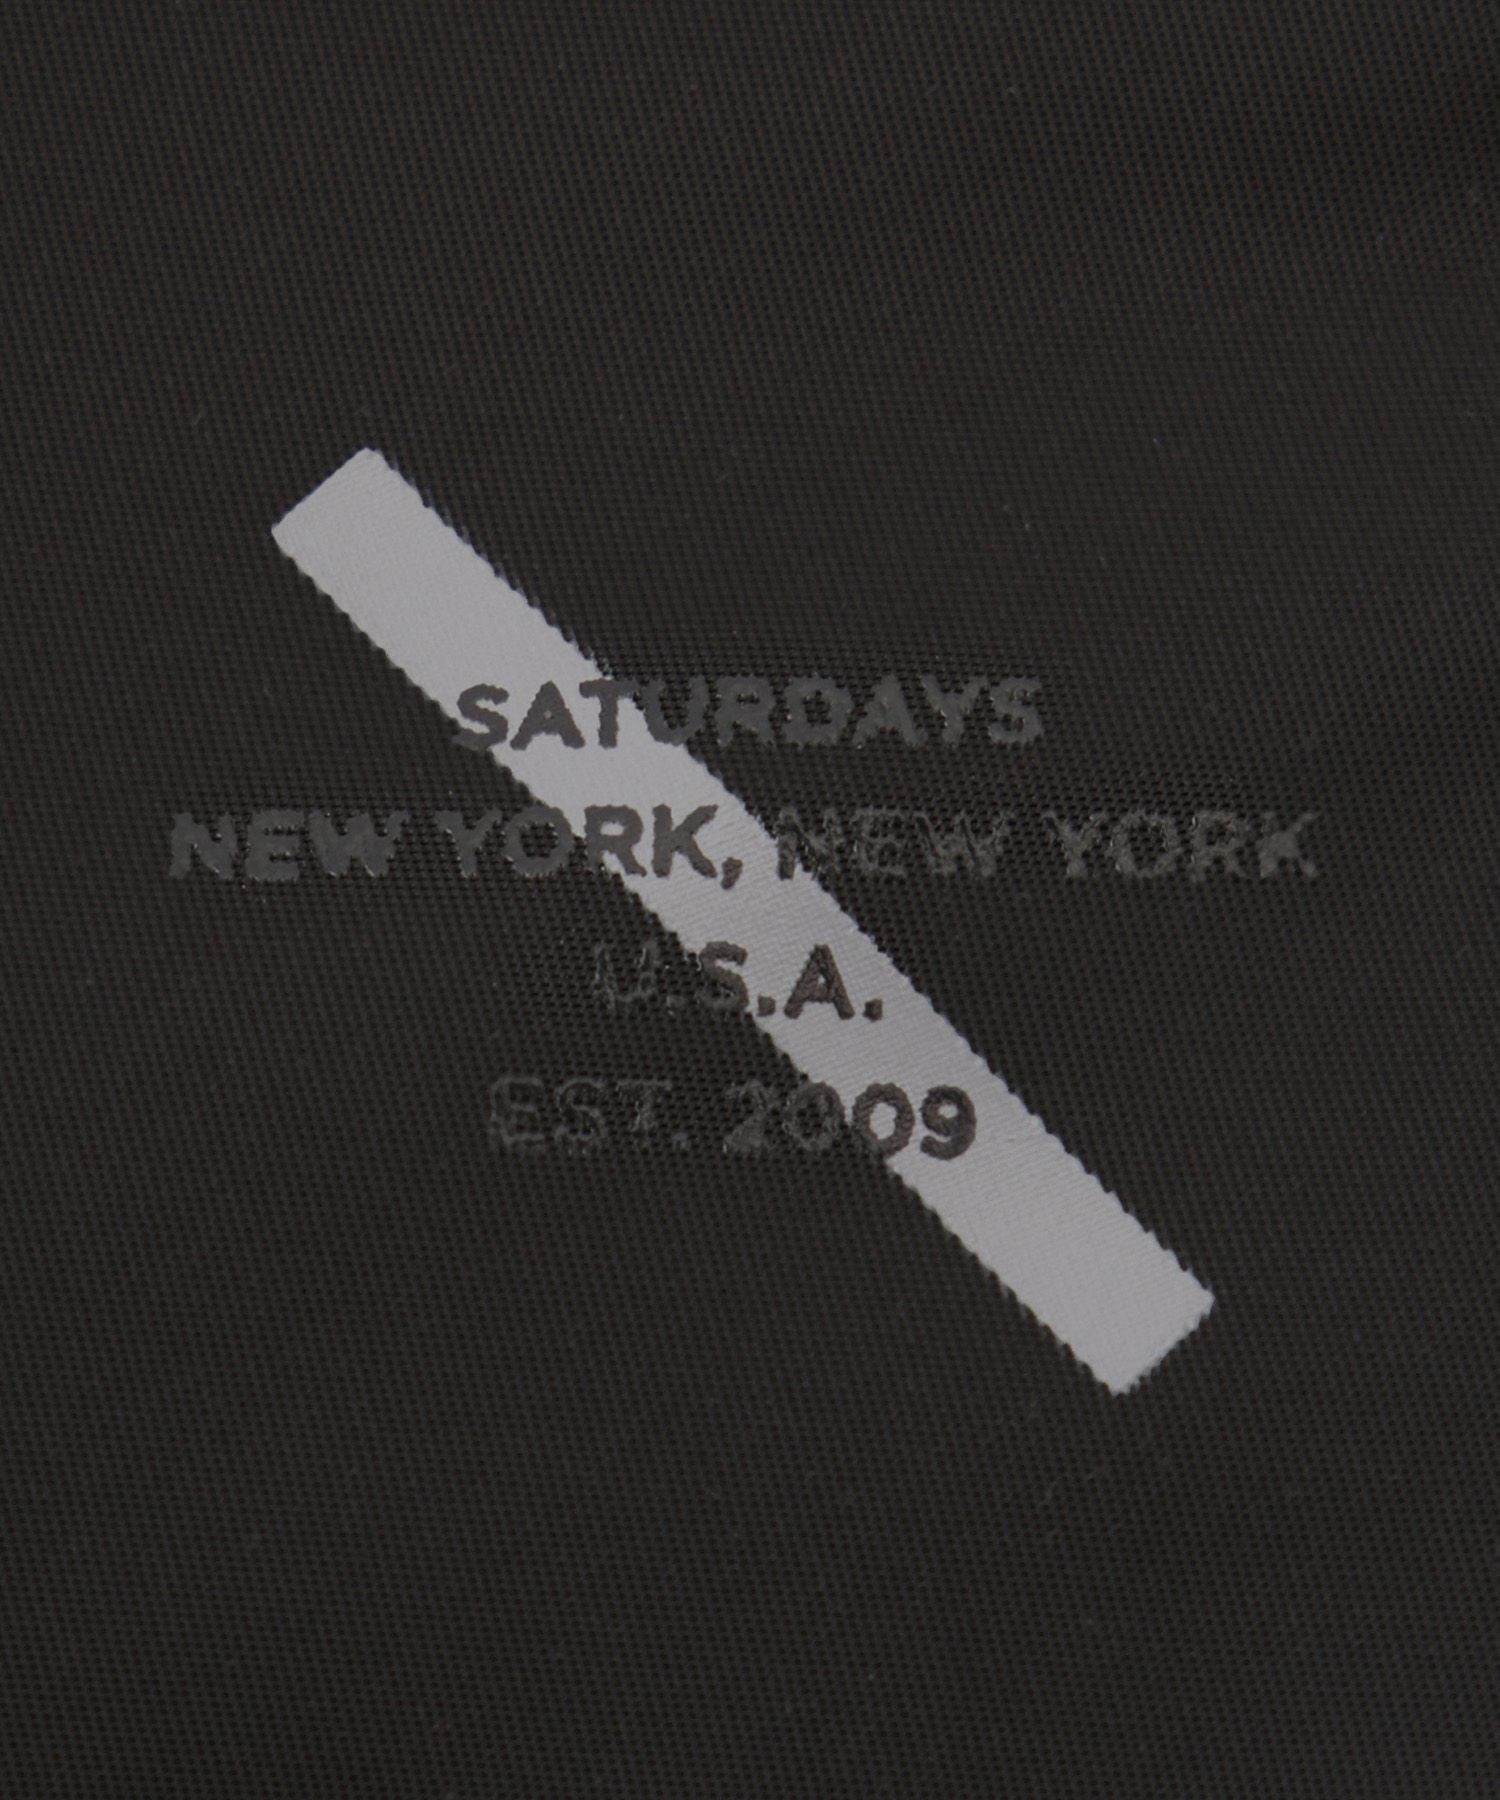 SATURDAYS
NEW YORK, NEW YORK
U.S.A.
EST. 2009